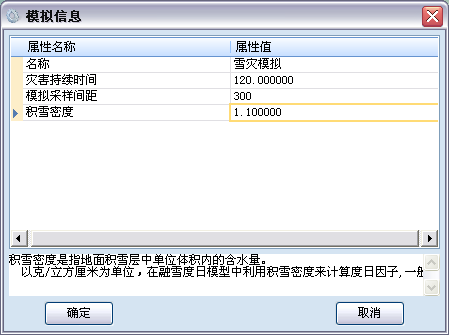 模拟信息
属性名称 属性值
名称 雪灾模拟
灾害持续时间 120.000000
模拟采样间距 300
积雪密度 1.100000
积雪密度是指地面积雪层中单位体积内的含水量。
以克/立方厘米为单位，在融雪度日模型中利用积雪密度来计算度日因子,一般
确定 取消